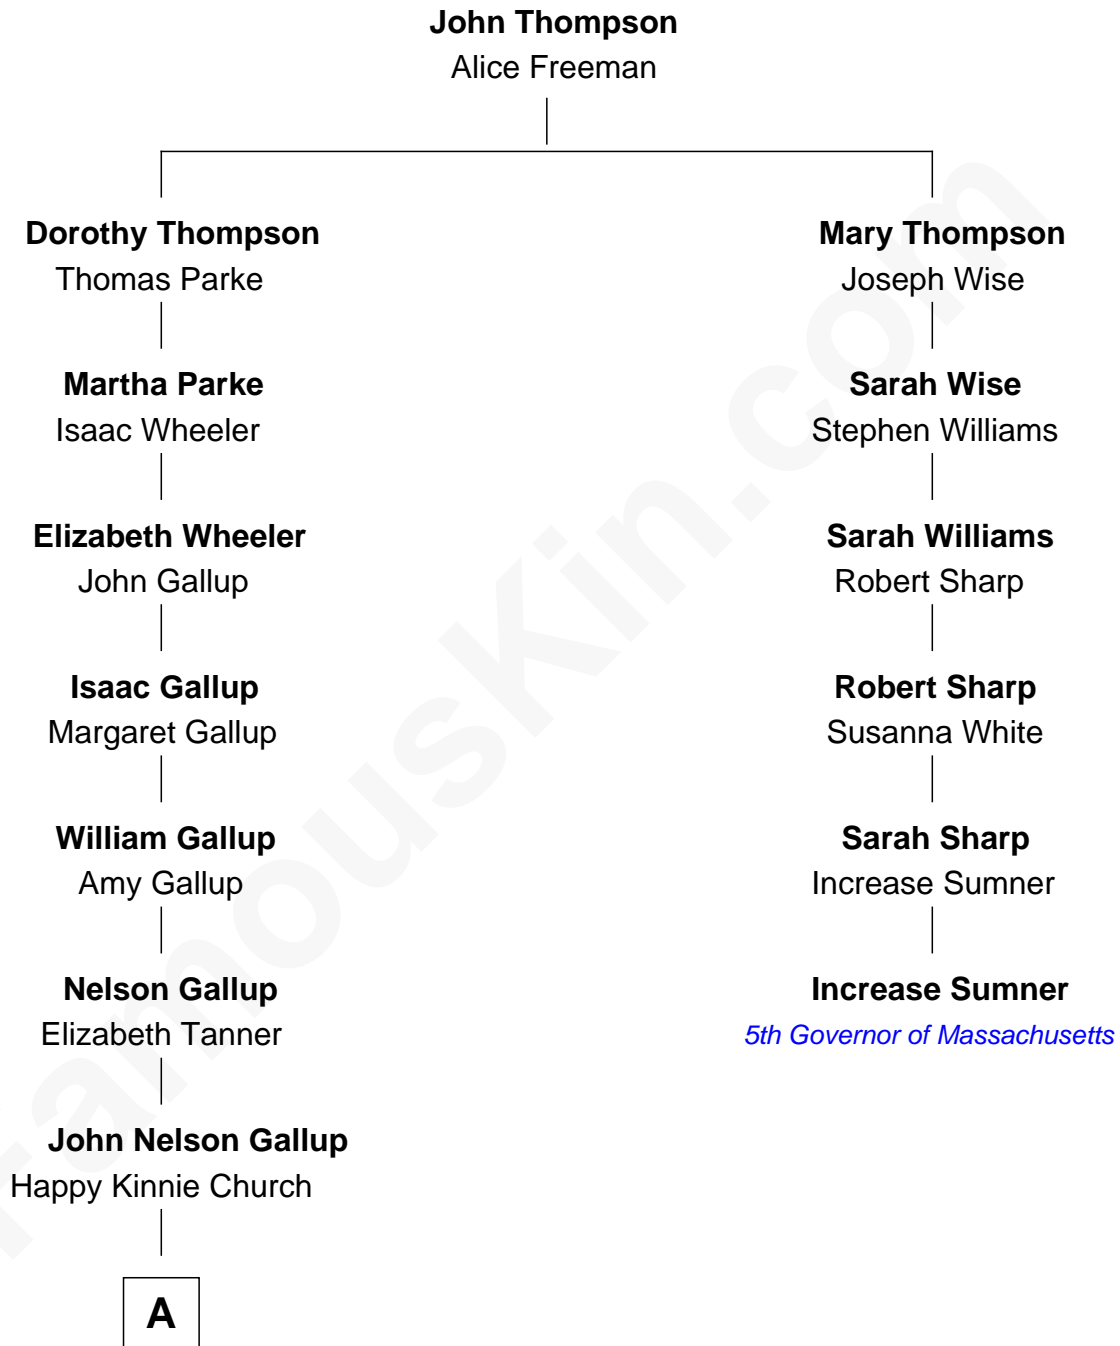 John Thompson
Alice Freeman
Dorothy Thompson
Thomas Parke
Mary Thompson
Joseph Wise
Martha Parke
Isaac Wheeler
Sarah Wise
Stephen Williams
Elizabeth Wheeler
John Gallup
Sarah Williams
Robert Sharp
Isaac Gallup
Margaret Gallup
Robert Sharp
Susanna White
William Gallup
Amy Gallup
Sarah Sharp
Increase Sumner
Nelson Gallup
Elizabeth Tanner
Increase Sumner
5th Governor of Massachusetts
John Nelson Gallup
Happy Kinnie Church
A
FamousKin.com